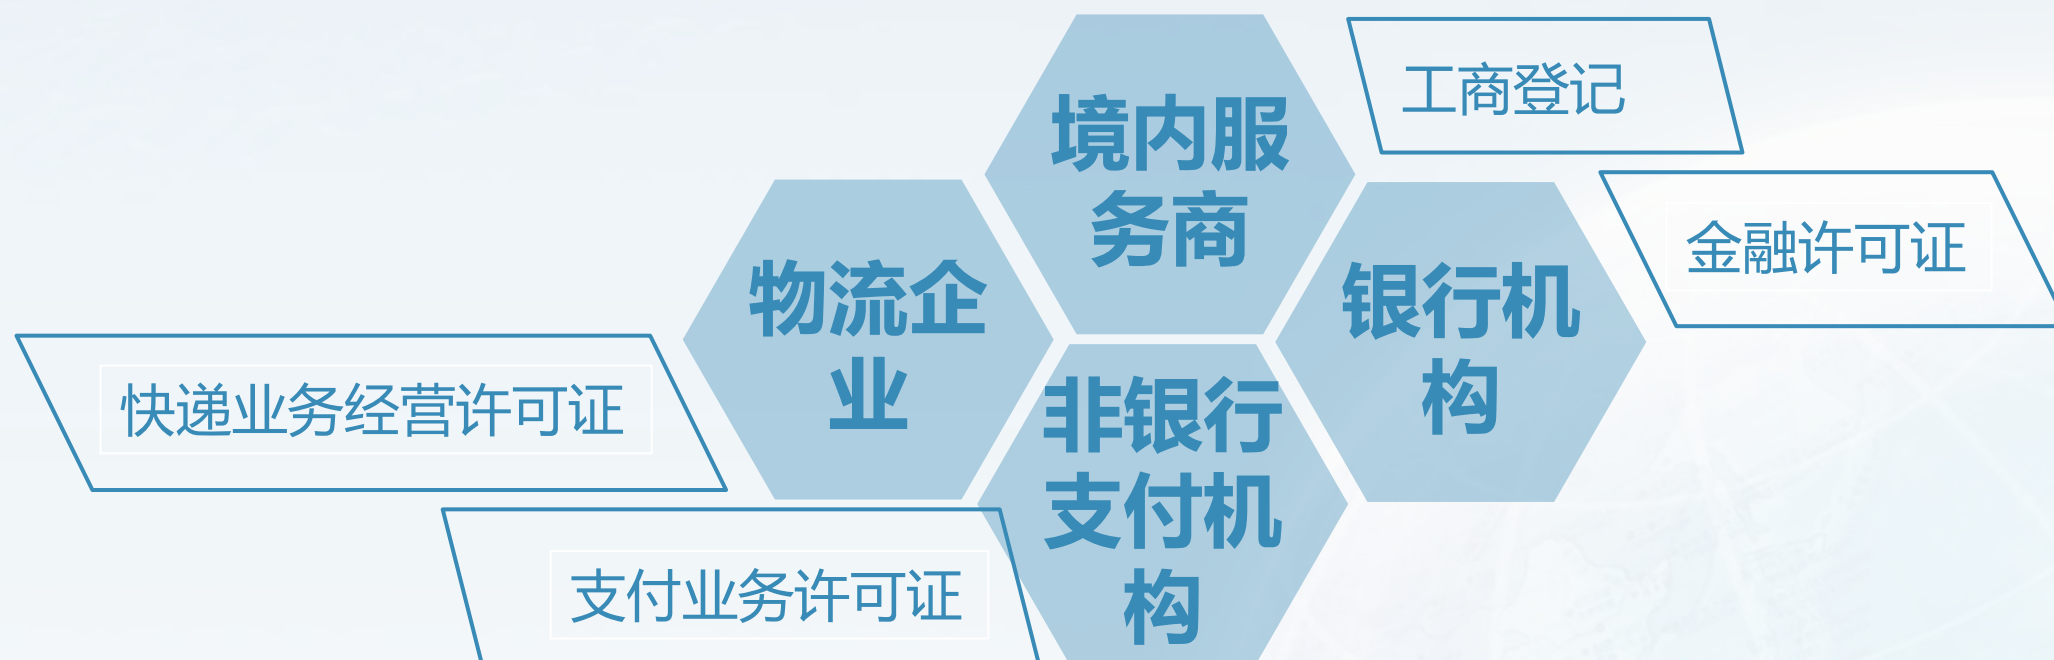 境内服
务商
工商登记
物流企
业
银行机
构
金融许可证
快递业务经营许可证
非银行
支付机
构
支付业务许可证